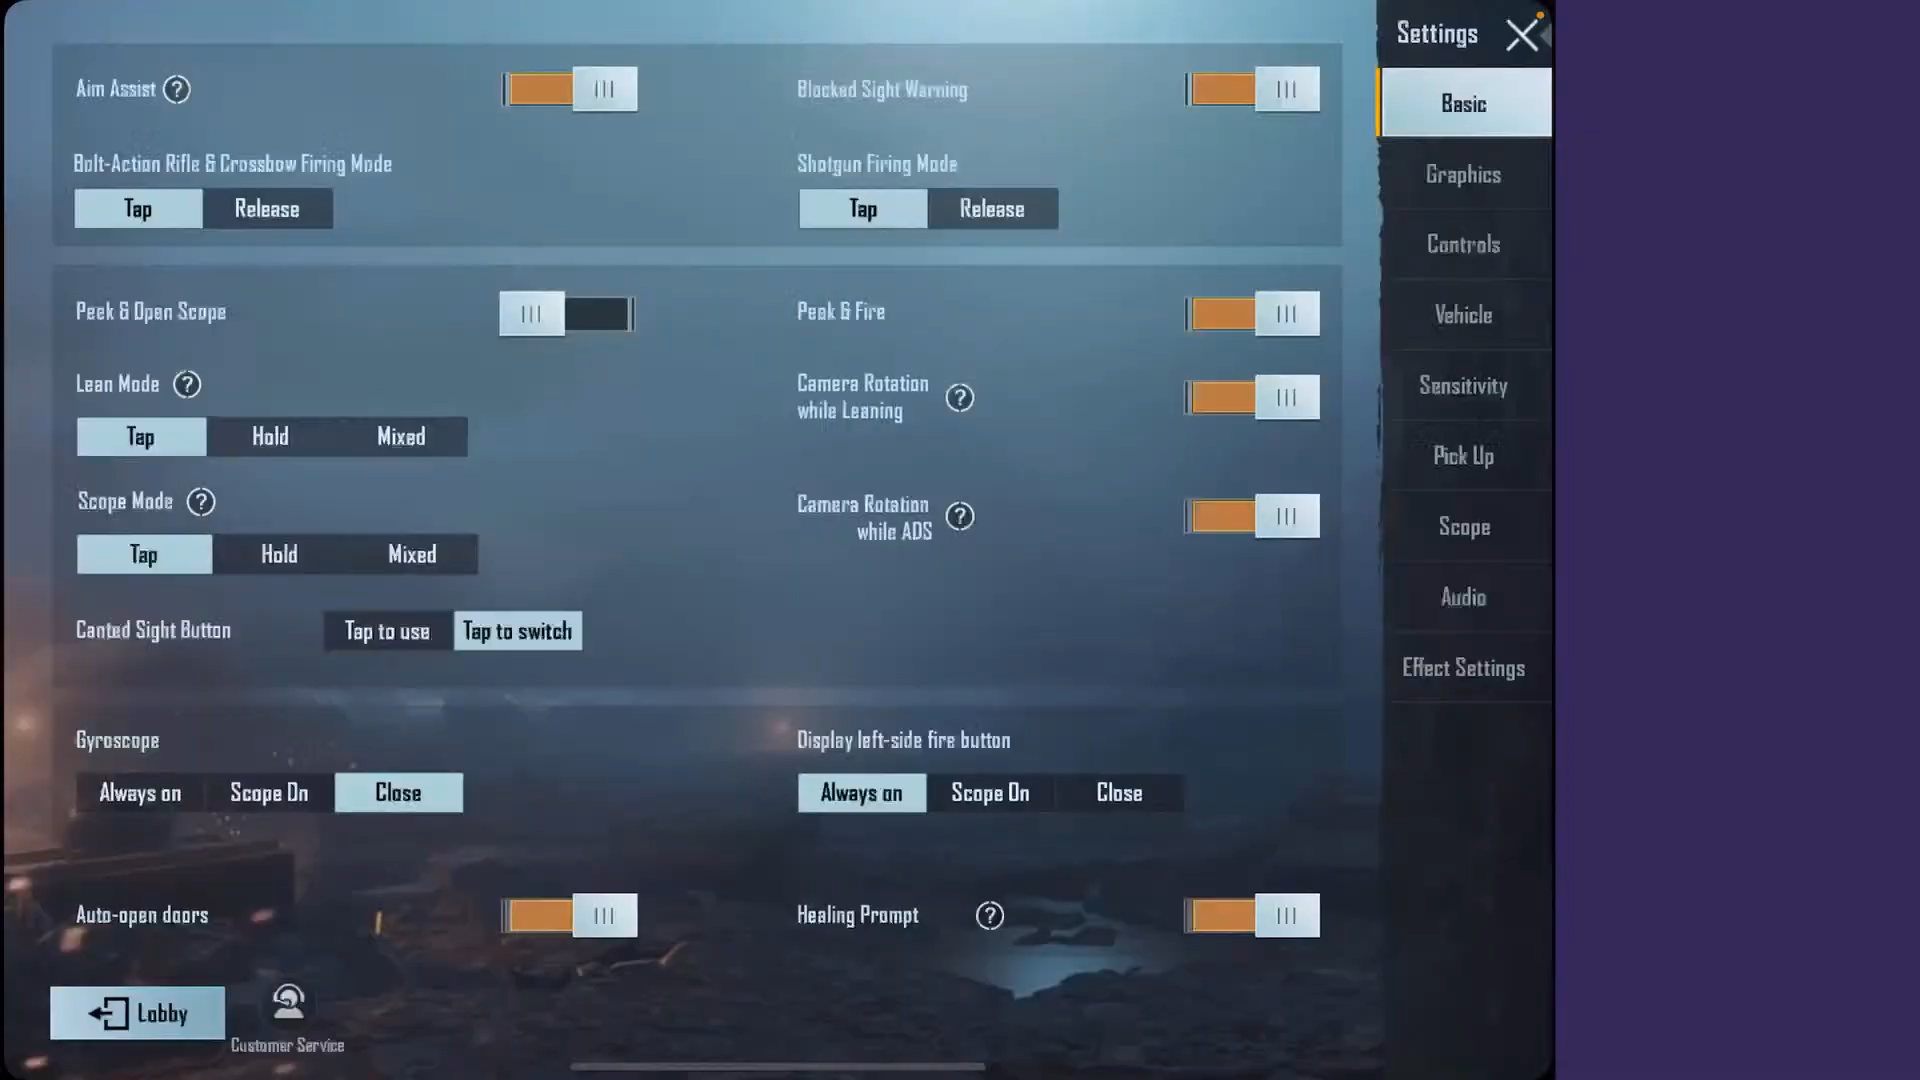 Settings
Aim Assist ?
Blocked Sight Warning
Basic
Bolt-Action Rifle & Crossbow Firing Mode
Shotgun Firing Mode
Graphics
Tap Release
Tap Release
Controls
Peek & Open Scope
Peak & Fire
Vehicle
Lean Mode ?
Camera Rotation
while Leaning ?
Sensitivity
Tap Hold Mixed
Pick Up
Scope Mode ?
Camera Rotation
while ADS ?
Scope
Tap Hold Mixed
Audio
Canted Sight Button Tap to use Tap to switch
Effect Settings
Gyroscope
Display left-side fire button
Always on Scope On Close
Always on Scope On Close
Auto-open doors
Healing Prompt ?
Lobby
Customer Service